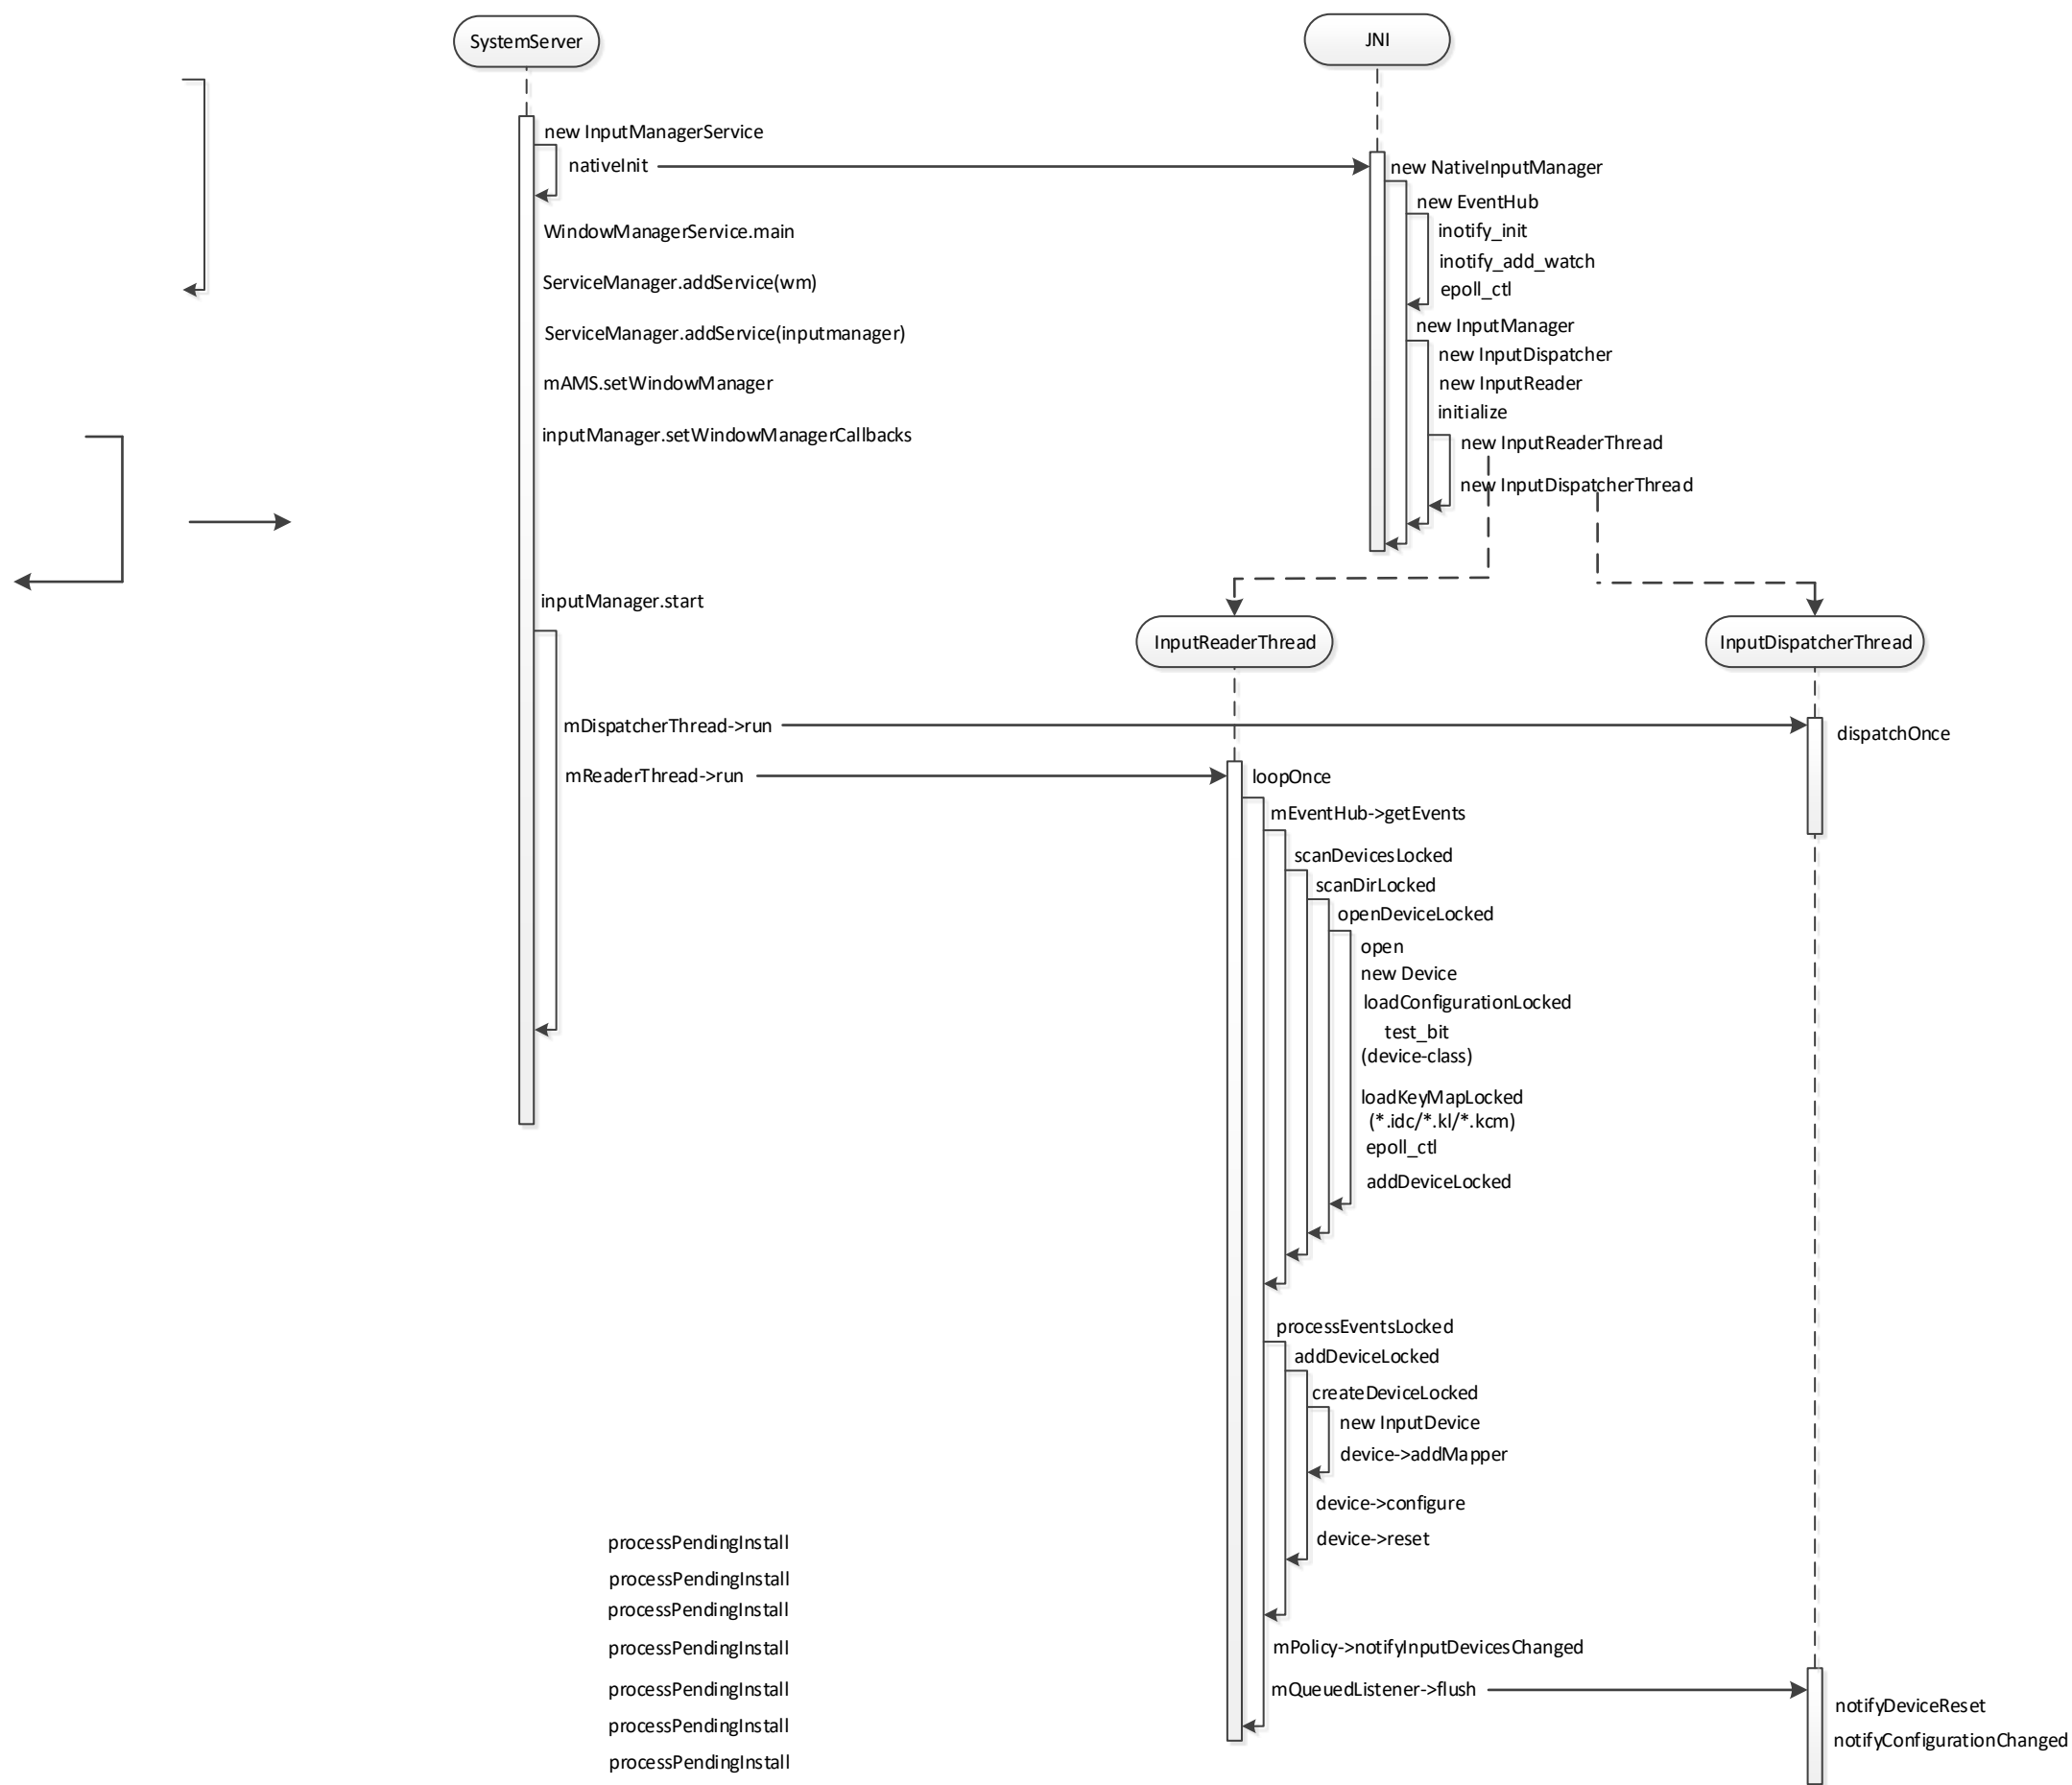 SystemServer
JNI
new InputManagerService
nativeInit
new NativeInputManager
new EventHub
inotify_init
inotify_add_watch
epoll_ctl
WindowManagerService.main
ServiceManager.addService(wm)
ServiceManager.addService(inputmanager)
mAMS.setWindowManager
inputManager.setWindowManagerCallbacks
new InputManager
new InputDispatcher
new InputReader
initialize
new InputReaderThread
new InputDispatcherThread
inputManager.start
InputReaderThread
InputDispatcherThread
mDispatcherThread->run
dispatchOnce
mReaderThread->run
loopOnce
mEventHub->getEvents
scanDevicesLocked
scanDirLocked
openDeviceLocked
open
new Device
loadConfigurationLocked
test_bit
(device-class)
loadKeyMapLocked
(*.idc/*.kl/*.kcm)
epoll_ctl
addDeviceLocked
processEventsLocked
addDeviceLocked
createDeviceLocked
new InputDevice
device->addMapper
device->configure
device->reset
processPendingInstall
processPendingInstall
processPendingInstall
processPendingInstall
processPendingInstall
processPendingInstall
processPendingInstall
mPolicy->notifyInputDevicesChanged
mQueuedListener->flush
notifyDeviceReset
notifyConfigurationChanged